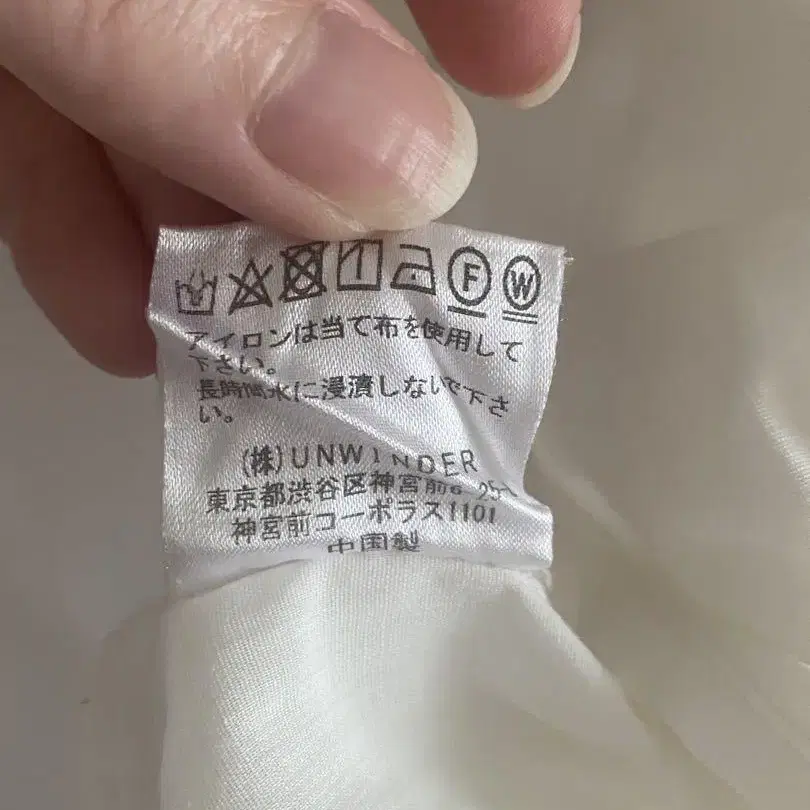 F W
アイロンは当て布を使用して
下さい。
長時間水に浸漬しないで下さ
い。
(株)UNWINDER
東京都渋谷区神宮前6-25-
神宮前コーポラス1101
中国製